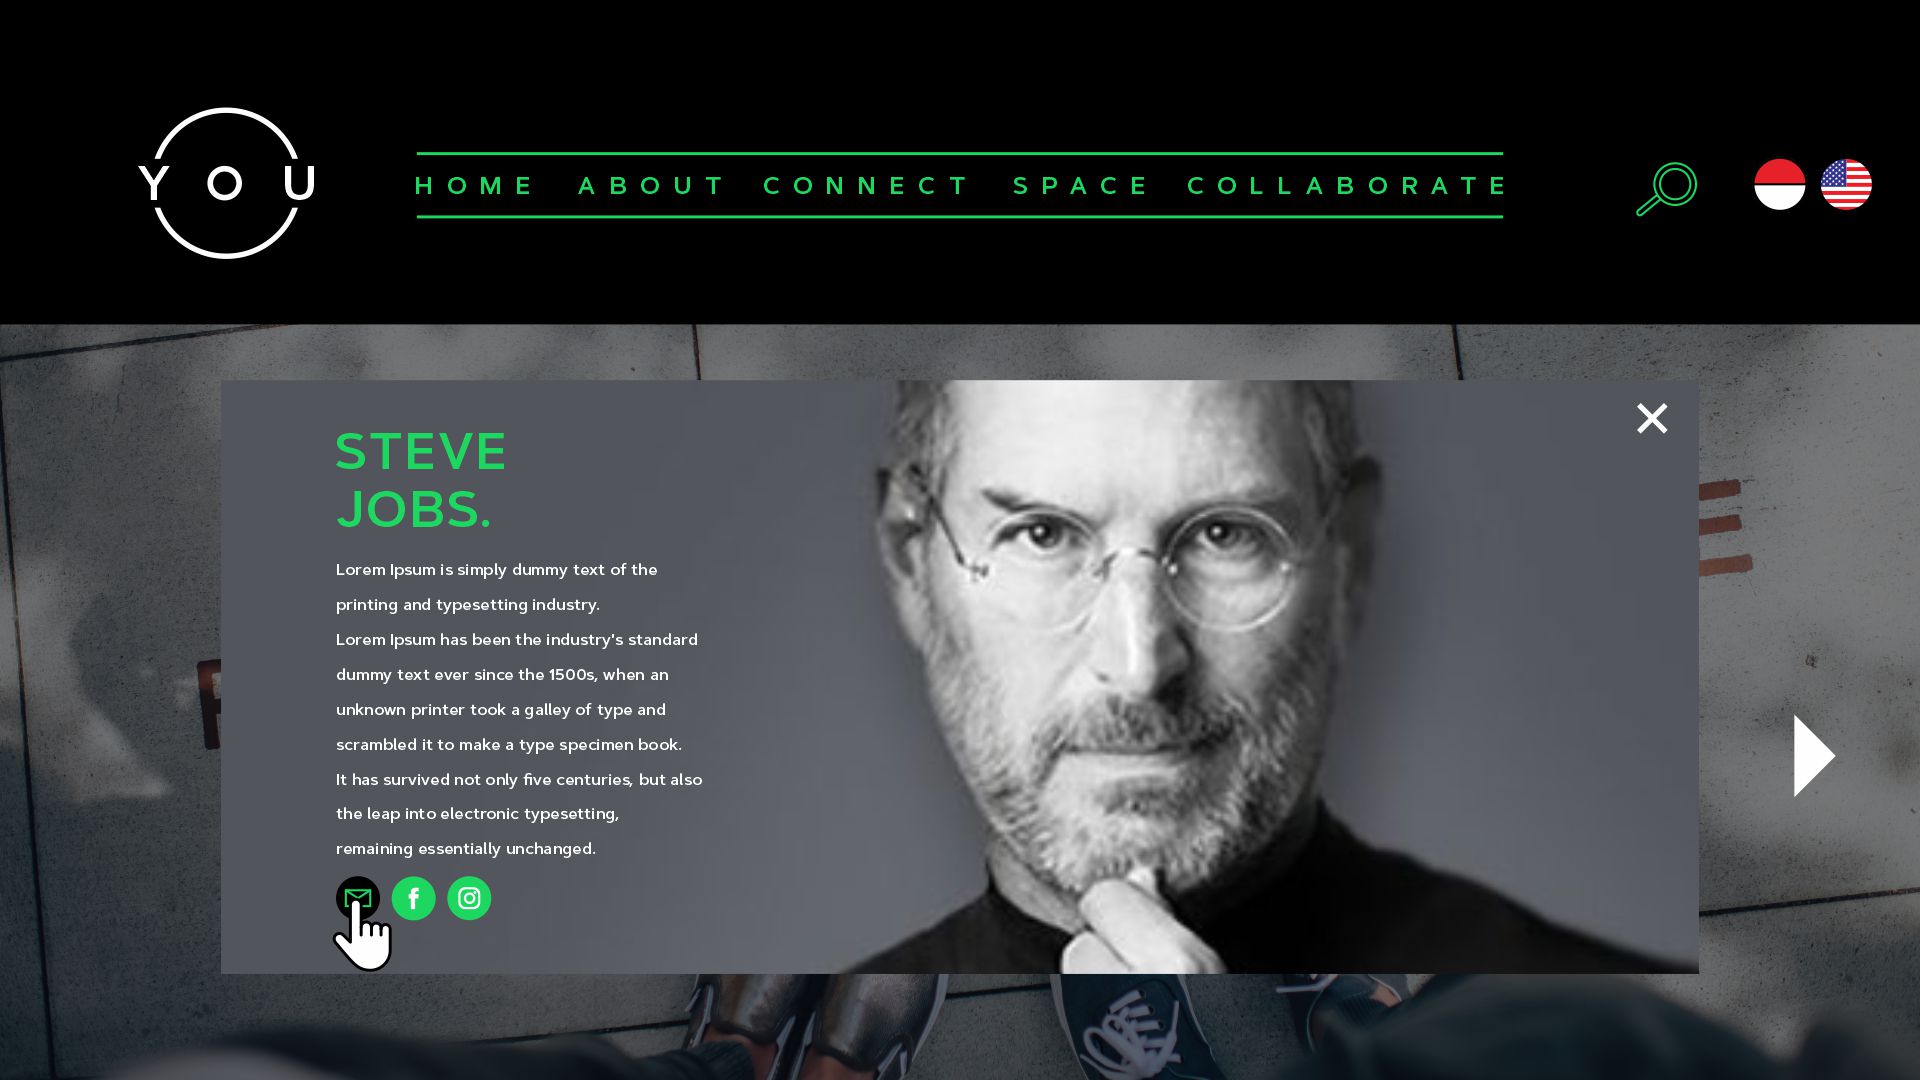 YOU
HOME ABOUT CONNECT SPACE COLLABORATE
STEVE
JOBS.
Lorem Ipsum is simply dummy text of the
printing and typesetting industry.
Lorem Ipsum has been the industry's standard
dummy text ever since the 1500s, when an
unknown printer took a galley of type and
scrambled it to make a type specimen book.
It has survived not only five centuries, but also
the leap into electronic typesetting,
remaining essentially unchanged.